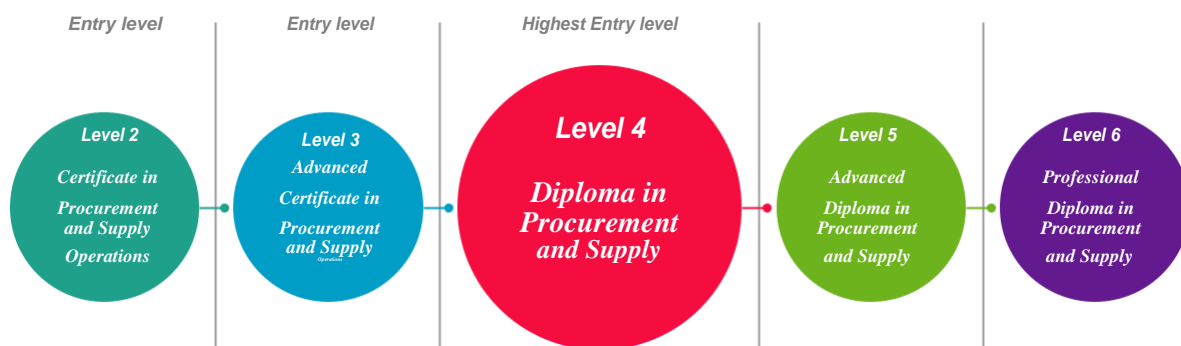 Entry level
Entry level
Highest Entry level
Level 2
Certificate in
Procurement
and Supply
Operations
Level 3
Advanced
Certificate in
Procurement
and Supply
Operations
Level 4
Diploma in
Procurement
and Supply
Level 5
Advanced
Diploma in
Procurement
and Supply
Level 6
Professional
Diploma in
Procurement
and Supply